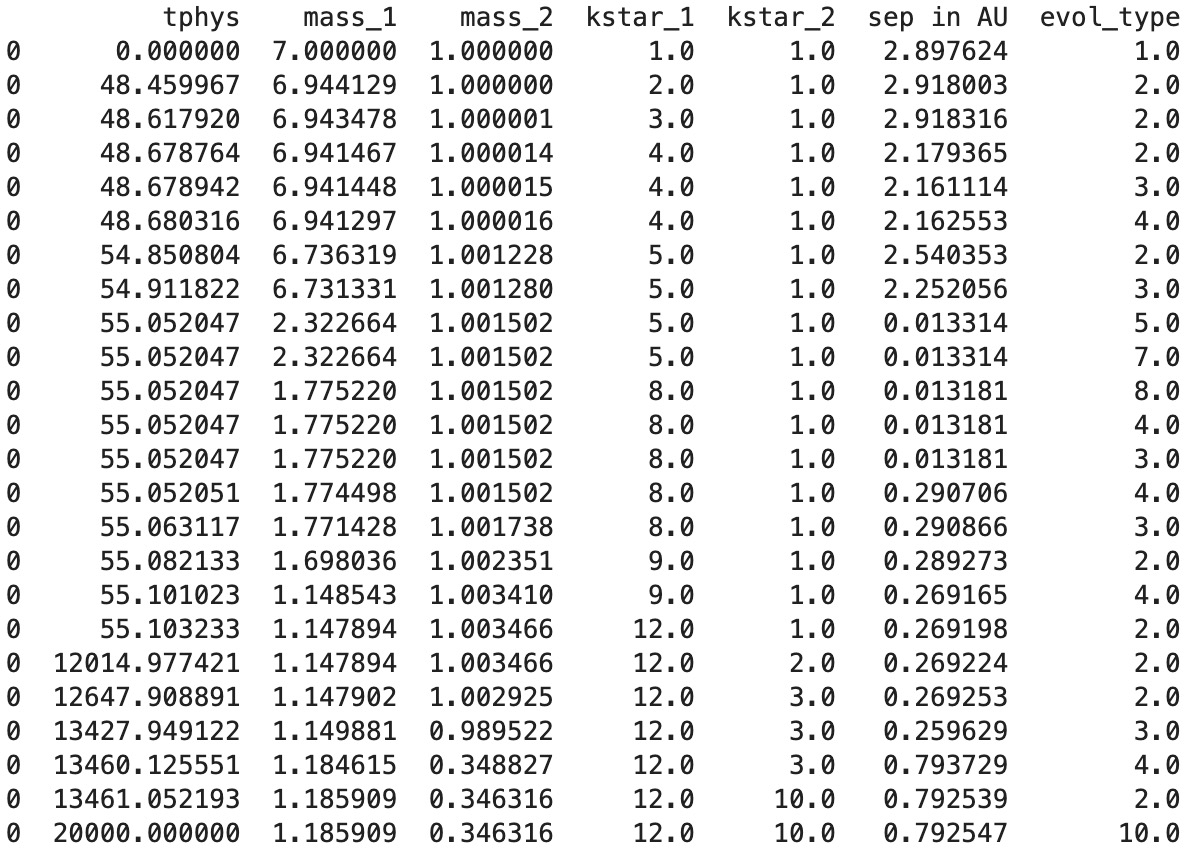 tphys mass_1 mass_2 kstar_1 kstar_2 sep in AU evol_type
0 0.000000 7.000000 1.000000 1.0 1.0 2.897624 1.0
0 48.459967 6.944129 1.000000 2.0 1.0 2.918003 2.0
0 48.617920 6.943478 1.000001 3.0 1.0 2.918316 2.0
0 48.678764 6.941467 1.000014 4.0 1.0 2.179365 2.0
0 48.678942 6.941448 1.000015 4.0 1.0 2.161114 3.0
0 48.680316 6.941297 1.000016 4.0 1.0 2.162553 4.0
0 54.850804 6.736319 1.001228 5.0 1.0 2.540353 2.0
0 54.911822 6.731331 1.001280 5.0 1.0 2.252056 3.0
0 55.052047 2.322664 1.001502 5.0 1.0 0.013314 5.0
0 55.052047 2.322664 1.001502 5.0 1.0 0.013314 7.0
0 55.052047 1.775220 1.001502 8.0 1.0 0.013181 8.0
0 55.052047 1.775220 1.001502 8.0 1.0 0.013181 4.0
0 55.052047 1.775220 1.001502 8.0 1.0 0.013181 3.0
0 55.052051 1.774498 1.001502 8.0 1.0 0.290706 4.0
0 55.063117 1.771428 1.001738 8.0 1.0 0.290866 3.0
0 55.082133 1.698036 1.002351 9.0 1.0 0.289273 2.0
0 55.101023 1.148543 1.003410 9.0 1.0 0.269165 4.0
0 55.103233 1.147894 1.003466 12.0 1.0 0.269198 2.0
0 12014.977421 1.147894 1.003466 12.0 2.0 0.269224 2.0
0 12647.908891 1.147902 1.002925 12.0 3.0 0.269253 2.0
0 13427.949122 1.149881 0.989522 12.0 3.0 0.259629 3.0
0 13460.125551 1.184615 0.348827 12.0 3.0 0.793729 4.0
0 13461.052193 1.185909 0.346316 12.0 10.0 0.792539 2.0
0 20000.000000 1.185909 0.346316 12.0 10.0 0.792547 10.0